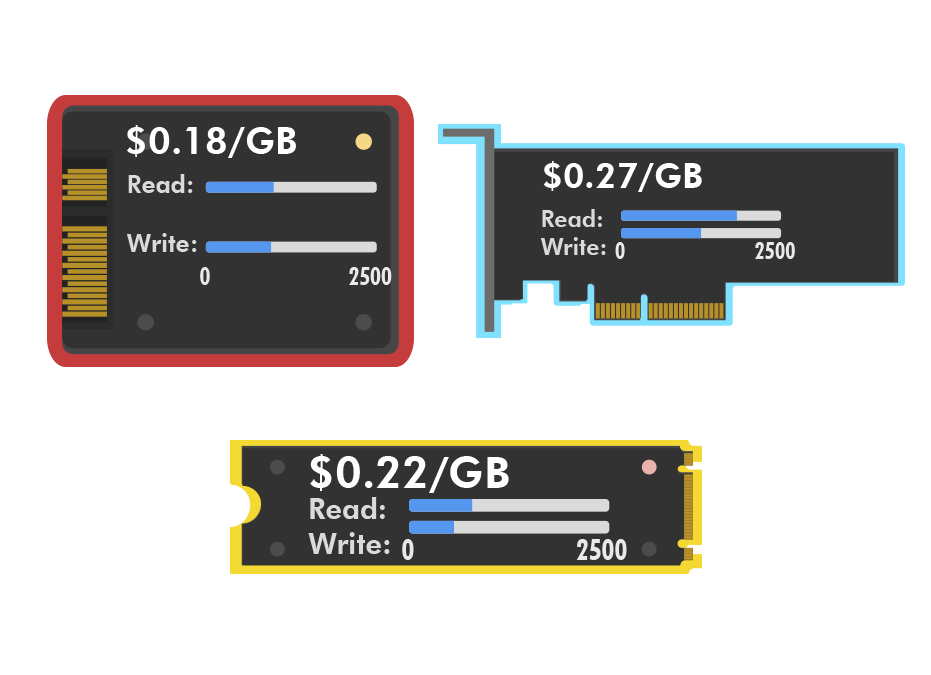 $0.18/GB
Read:
Write:
0 2500
$0.27/GB
Read:
Write: 0 2500
$0.22/GB
Read:
Write: 0 2500